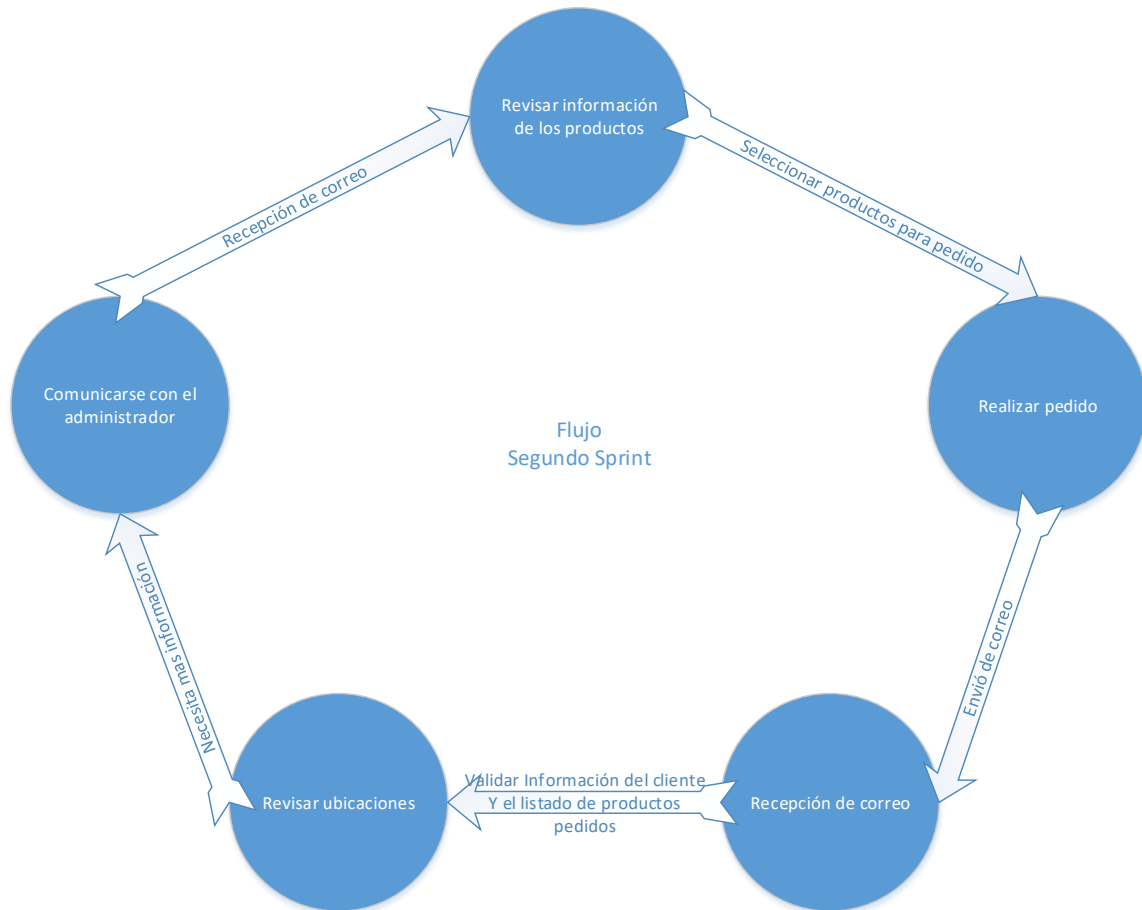 Revisar información
de los productos
Seleccionar productos para pedido
Realizar pedido
Envió de correo
Recepción de correo
Validar Información del cliente
Y el listado de productos
pedidos
Revisar ubicaciones
Necesita mas información
Comunicarse con el
administrador
Recepción de correo
Flujo
Segundo Sprint